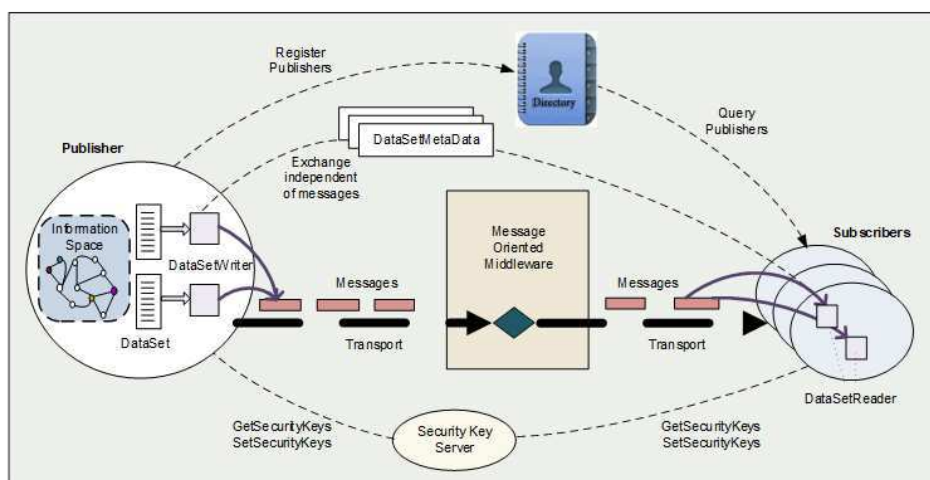 Register
Publishers
Directory
Query
Publishers
DataSetMetaData
Publisher
Exchange
independent
of messages
Information
Space
DataSetWriter
DataSet
Message
Oriented
Middleware
Subscribers
Messages
Messages
Transport
Transport
DataSetReader
GetSecurityKeys
SetSecurityKeys
Security Key
Server
GetSecurityKeys
SetSecurityKeys